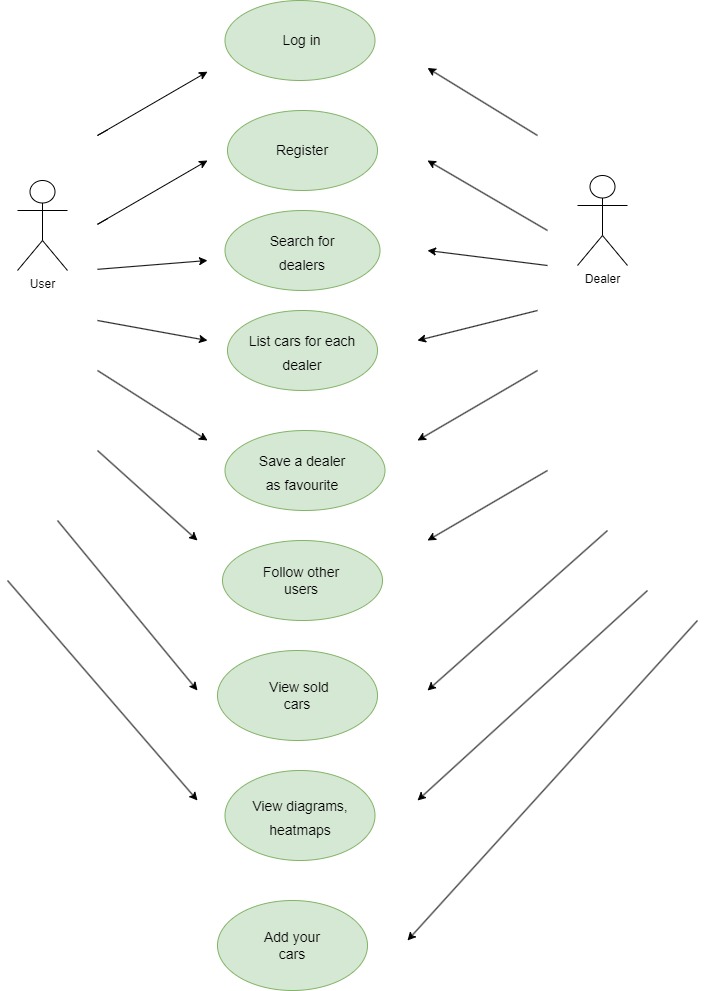 Log in
Register
Search for
dealers
User
Dealer
List cars for each
dealer
Save a dealer
as favourite
Follow other
users
View sold
cars
View diagrams,
heatmaps
Add your
cars